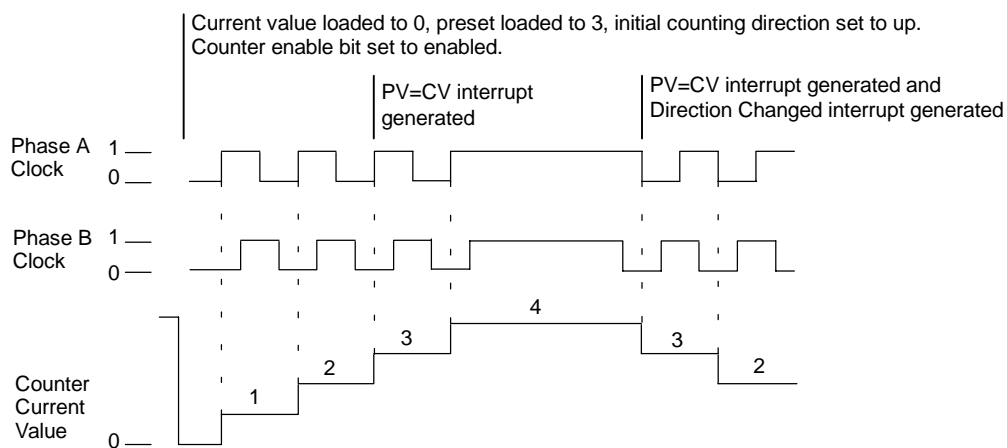 Current value loaded to 0, preset loaded to 3, initial counting direction set to up.
Counter enable bit set to enabled.
PV=CV interrupt
generated
PV=CV interrupt generated and
Direction Changed interrupt generated
Phase A
Clock
1
0
Phase B
Clock
1
0
4
3
3
2
2
1
Counter
Current
Value
0